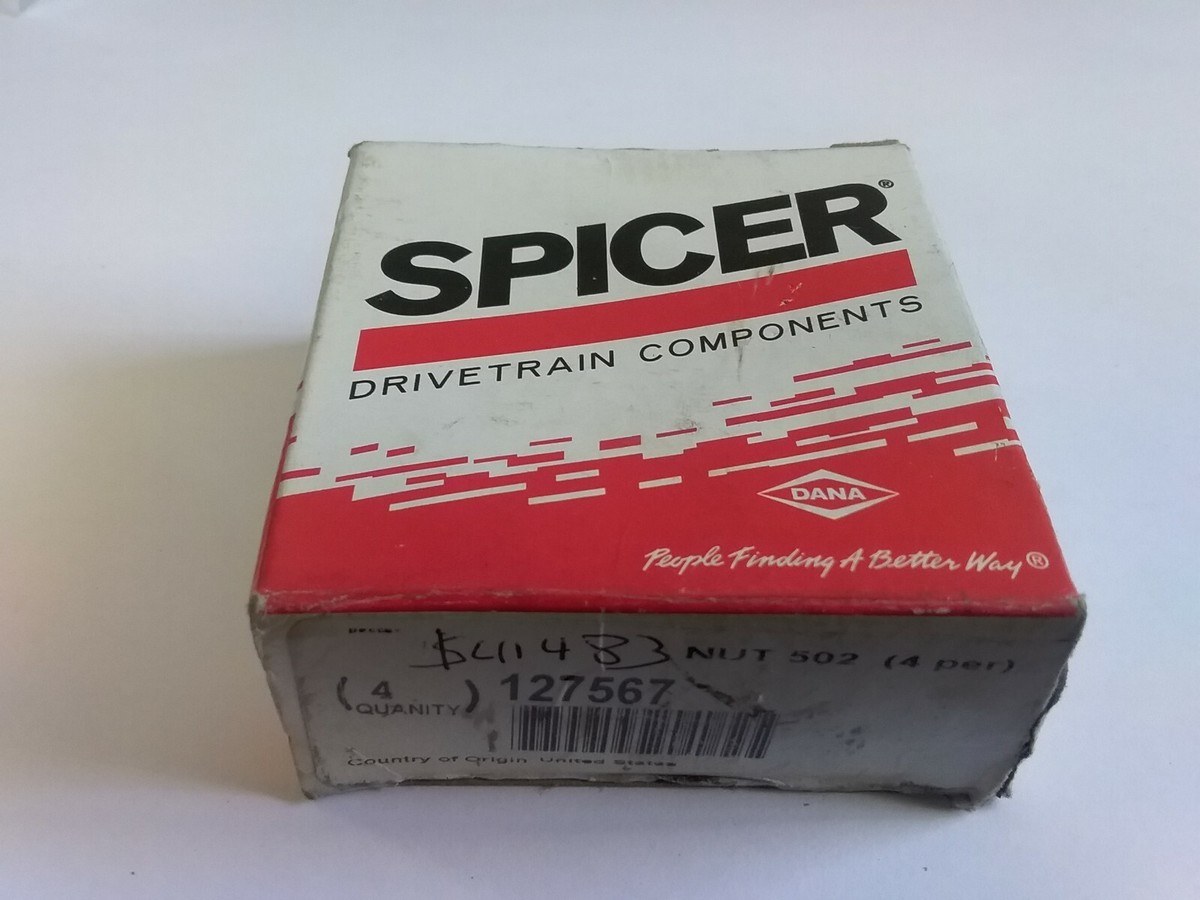 SPICER®
DRIVETRAIN COMPONENTS
DANA
People Finding A Better Way®
NUT 502 (4 per)
( 4 ) 127567
QUANITY
Country of Origin United States